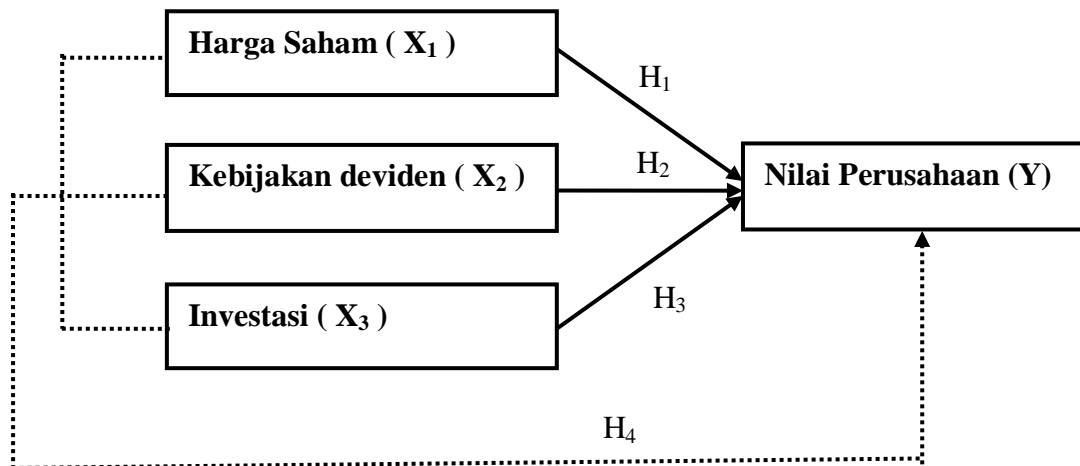 Harga Saham ( X₁ )
H₁
Kebijakan deviden ( X₂ )
H₂
Nilai Perusahaan (Y)
Investasi ( X₃ )
H₃
H₄